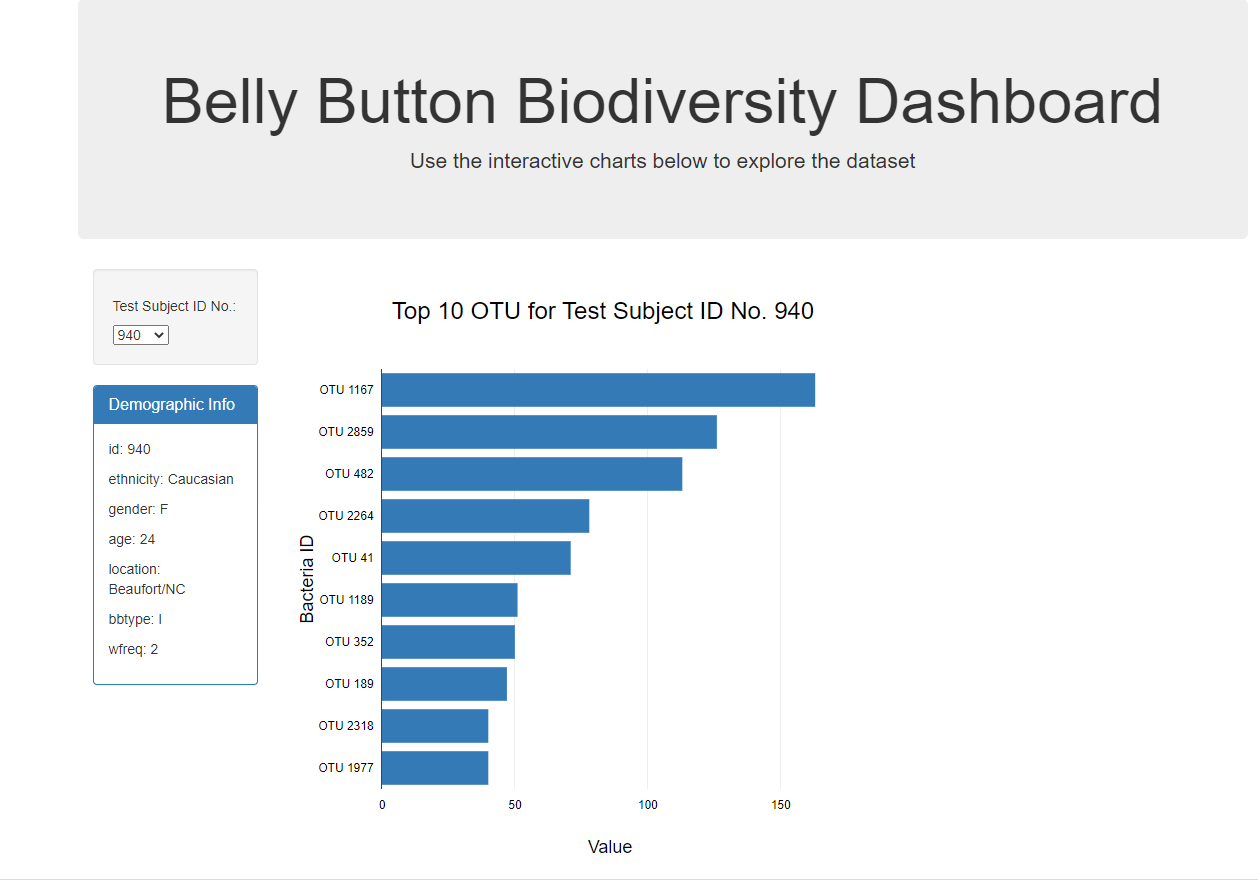 Belly Button Biodiversity Dashboard
Use the interactive charts below to explore the dataset
Test Subject ID No.:
940
Demographic Info
id: 940
ethnicity: Caucasian
gender: F
age: 24
location:
Beaufort/NC
bbtype: I
wfreq: 2
Top 10 OTU for Test Subject ID No. 940
Bacteria ID
OTU 1167
OTU 2859
OTU 482
OTU 2264
OTU 41
OTU 1189
OTU 352
OTU 189
OTU 2318
OTU 1977
0 50 100 150
Value